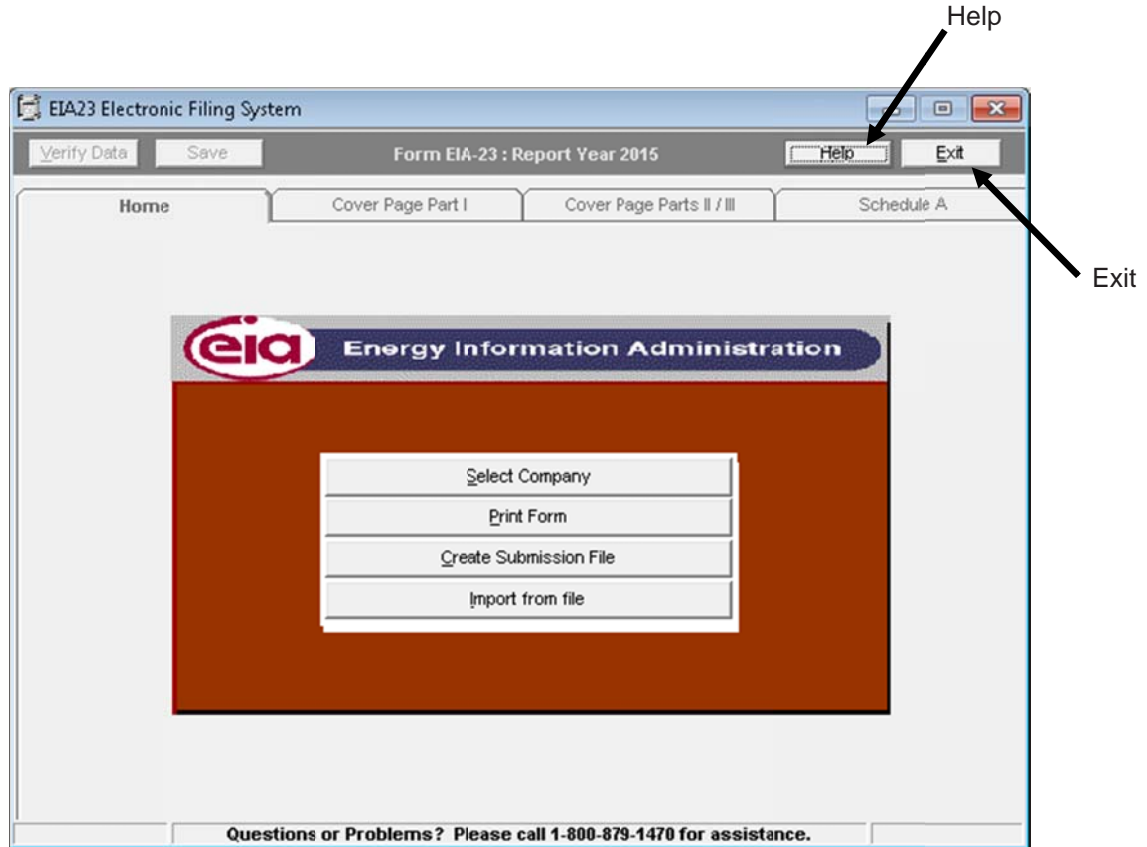 Help
EIA23 Electronic Filing System
Verify Data Save Form EIA-23 : Report Year 2015 Help Exit
Home Cover Page Part I Cover Page Parts II / III Schedule A
Exit
eia Energy Information Administration
Select Company
Print Form
Create Submission File
Import from file
Questions or Problems? Please call 1-800-879-1470 for assistance.